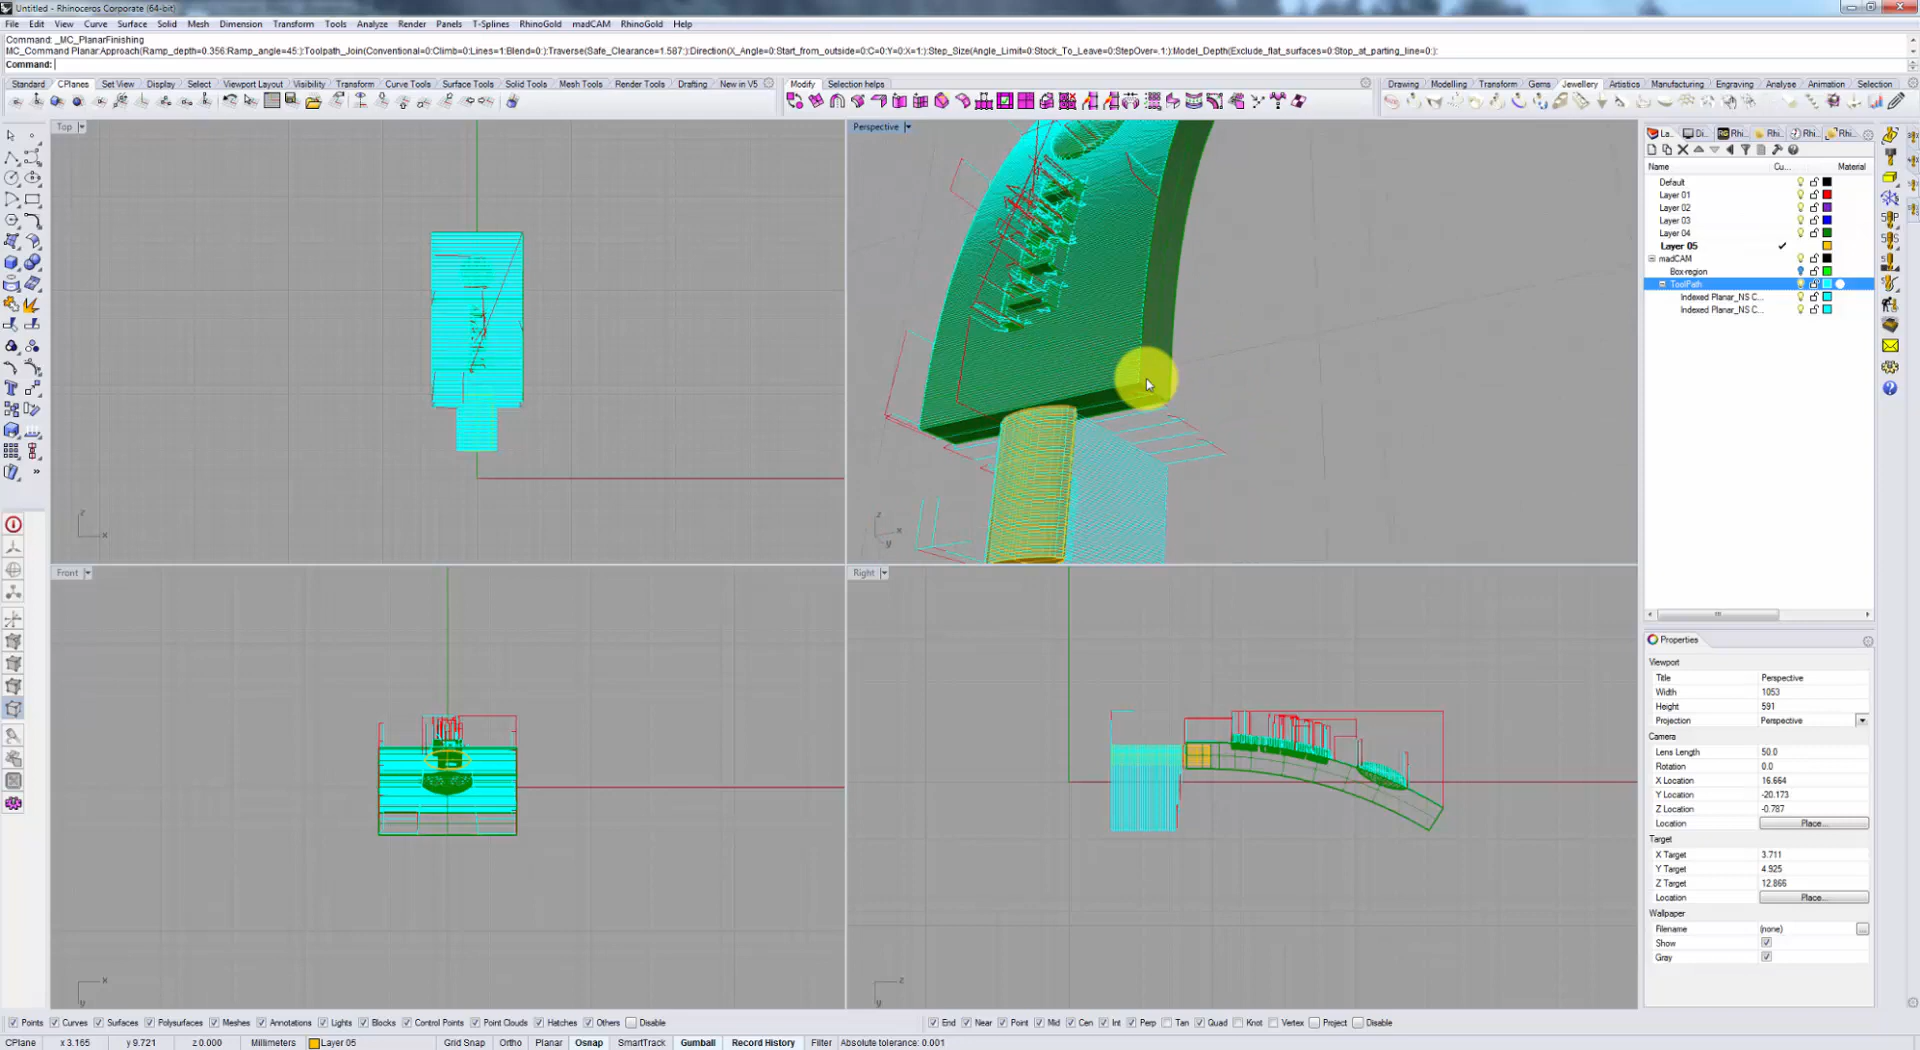 Untitled - Rhinoceros Corporate (64-bit)
File Edit View Curve Surface Solid Mesh Dimension Transform Tools Analyze Render Panels T-Splines RhinoGold madCAM RhinoGold Help
Command: _MC_PlanarFinishing
MC_Command Planar:Approach(Ramp_depth=0.356:Ramp_angle=45:):Toolpath_Join(Conventional=0:Climb=0:Lines=1:Blend=0:):Traverse(Safe_Clearance=1.587:):Direction(X_Angle=0:Start_from_outside=0:C=0:Y=0:X=1:):Step_Size(Angle_Limit=0:Stock_To_Leave=0:StepOver=.1:):Model_Depth(Exclude_flat_surfaces=0:Stop_at_parting_line=0:):
Command:
Standard CPlanes Set View Display Select Viewport Layout Visibility Transform Curve Tools Surface Tools Solid Tools Mesh Tools Render Tools Drafting New in V5 Modify Selection helps Drawing Modelling Transform Gems Jewellery Artistics Manufacturing Engraving Analyse Animation Selection
Top
z
x
Perspective
z
x
y
Front
x
y
Right
z
y
La... Di... Rhi... Rhi... Rhi... Rhi...
Name Cu... Material
Default
Layer 01
Layer 02
Layer 03
Layer 04
Layer 05
madCAM
Box-region
ToolPath
Indexed Planar_NS C...
Indexed Planar_NS C...
Properties
Viewport
Title Perspective
Width 1053
Height 591
Projection Perspective
Camera
Lens Length 50.0
Rotation 0.0
X Location 16.664
Y Location -20.173
Z Location -0.787
Location Place...
Target
X Target 3.711
Y Target 4.925
Z Target 12.866
Location Place...
Wallpaper
Filename (none) ...
Show
Gray
Points Curves Surfaces Polysurfaces Meshes Annotations Lights Blocks Control Points Point Clouds Hatches Others Disable End Near Point Mid Cen Int Perp Tan Quad Knot Vertex Project Disable
CPlane x 3.165 y 9.721 z 0.000 Millimeters Layer 05 Grid Snap Ortho Planar Osnap SmartTrack Gumball Record History Filter Absolute tolerance: 0.001